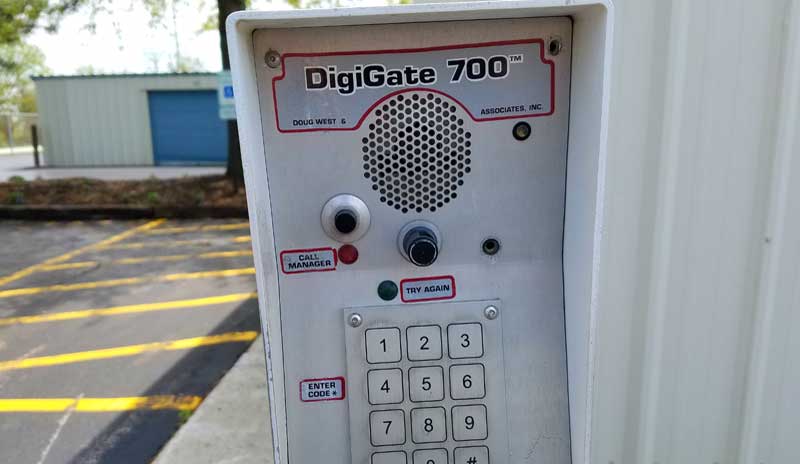 DigiGate 700™
DOUG WEST & ASSOCIATES, INC.
CALL
MANAGER
TRY AGAIN
1 2 3
ENTER
CODE*
4 5 6
7 8 9
#